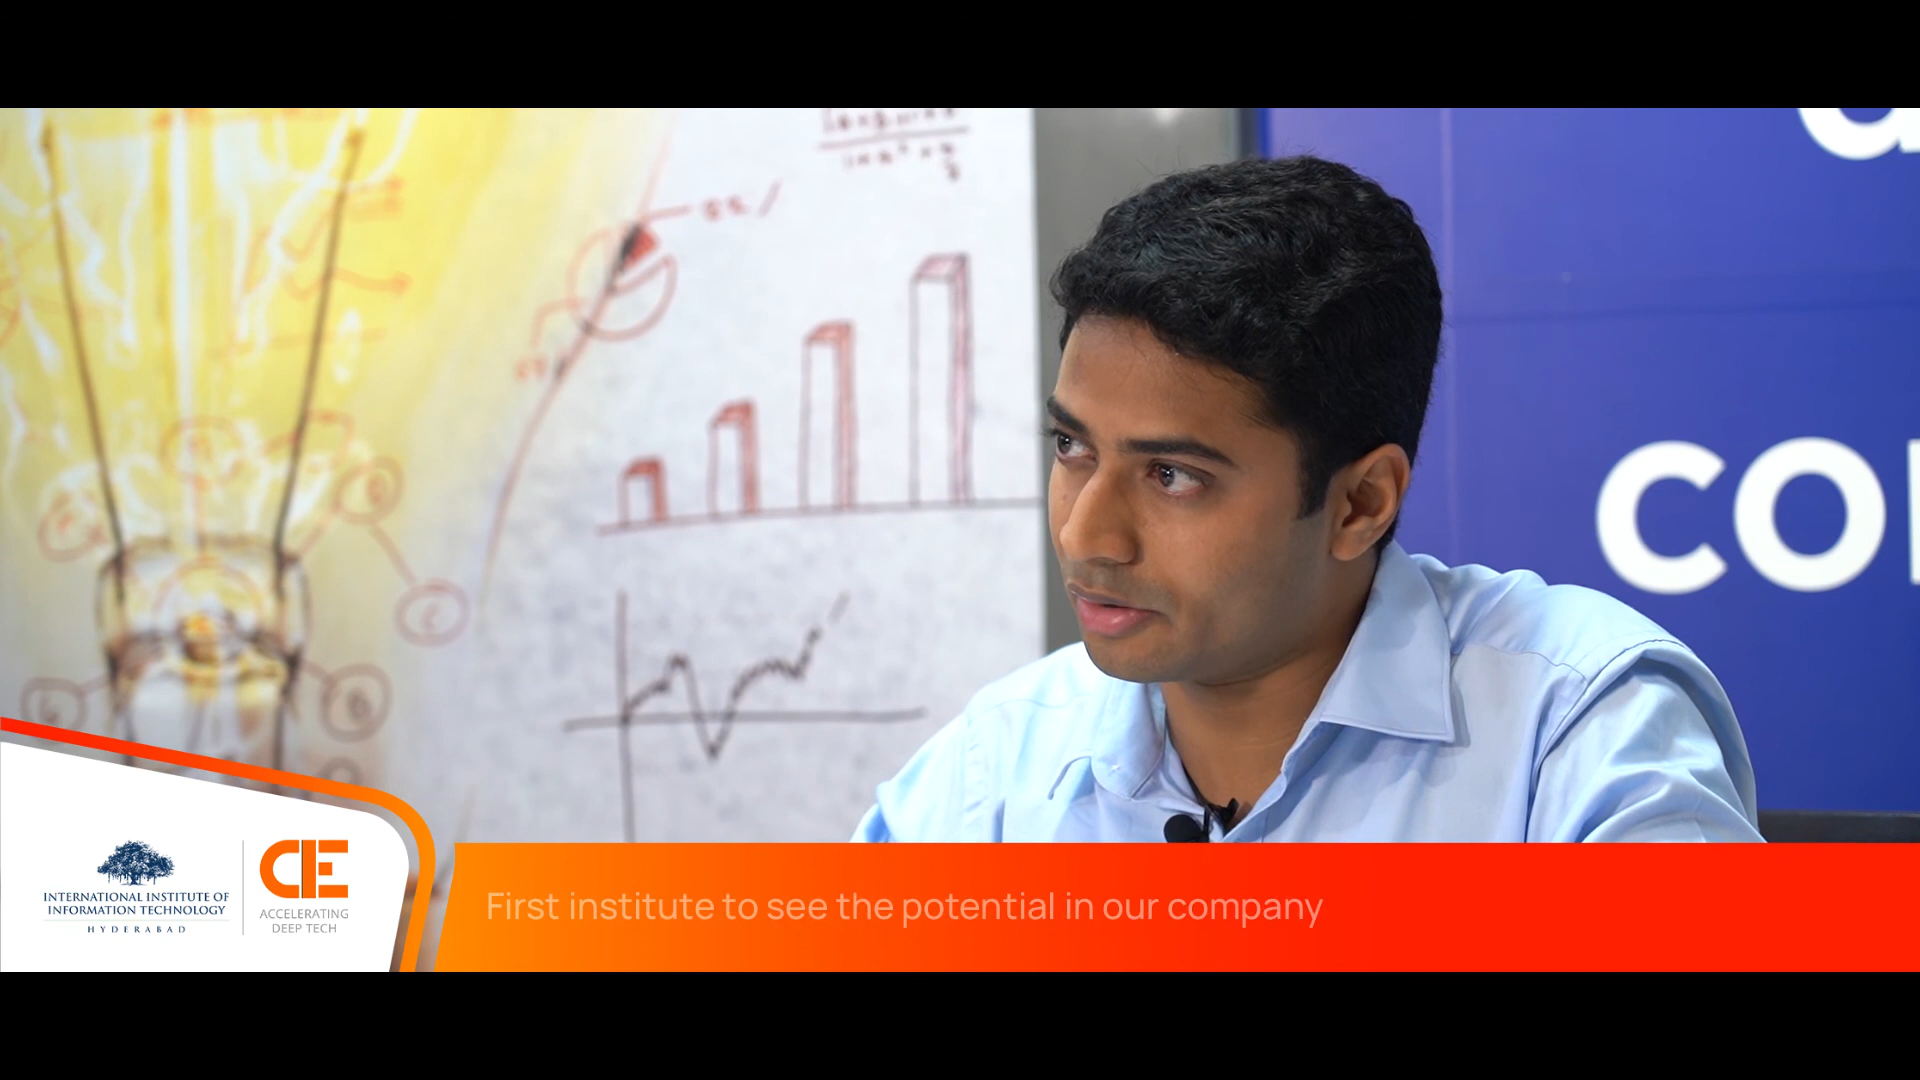 CO
INTERNATIONAL INSTITUTE OF
INFORMATION TECHNOLOGY
HYDERABAD
CIE
ACCELERATING
DEEP TECH
First institute to see the potential in our company